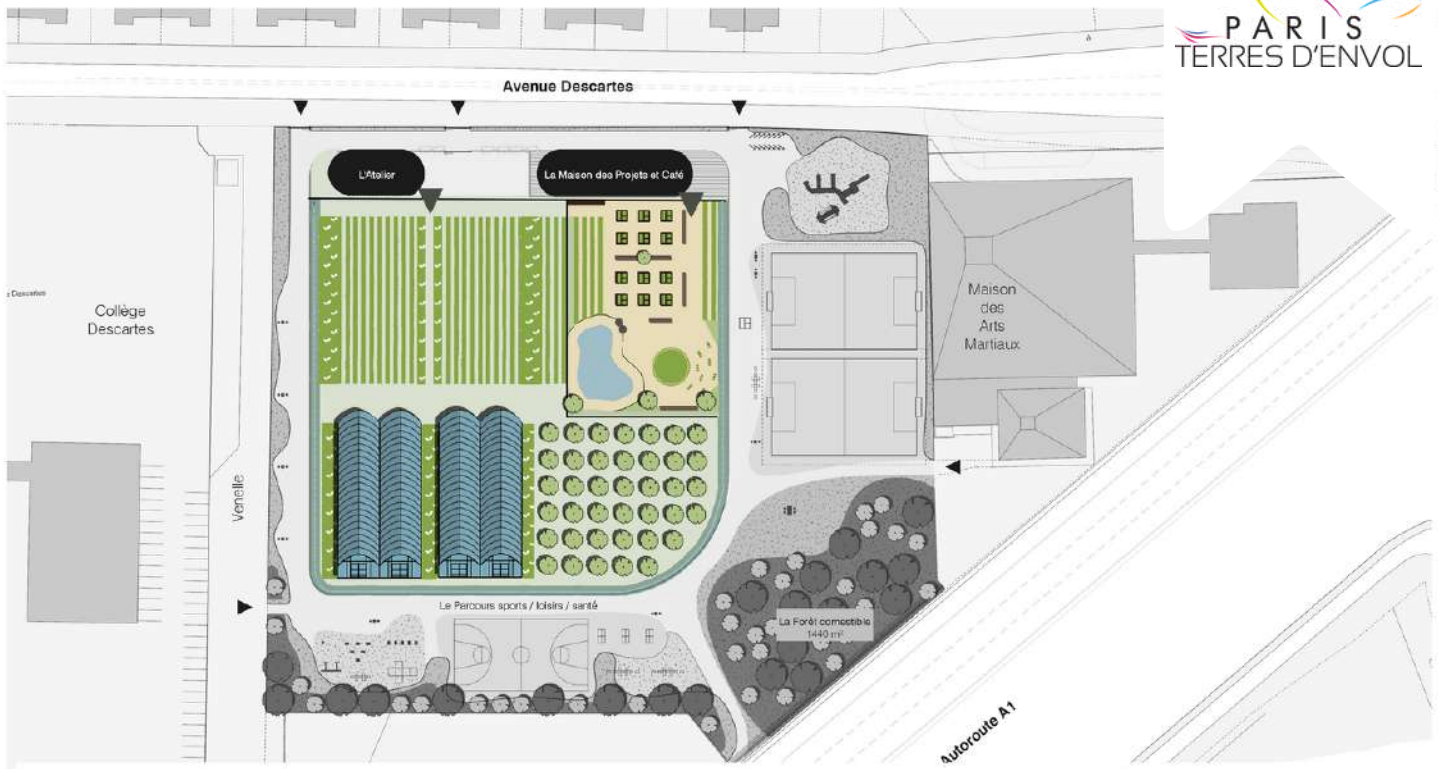 PARIS
TERRES D'ENVOL
Avenue Descartes
L'Atelier
La Maison des Projets et Café
Descartes
Collège
Descartes
Maison
des
Arts
Martiaux
Venelle
Le Parcours sports / loisirs / santé
La Forêt comestible
1440 m²
Autoroute A1